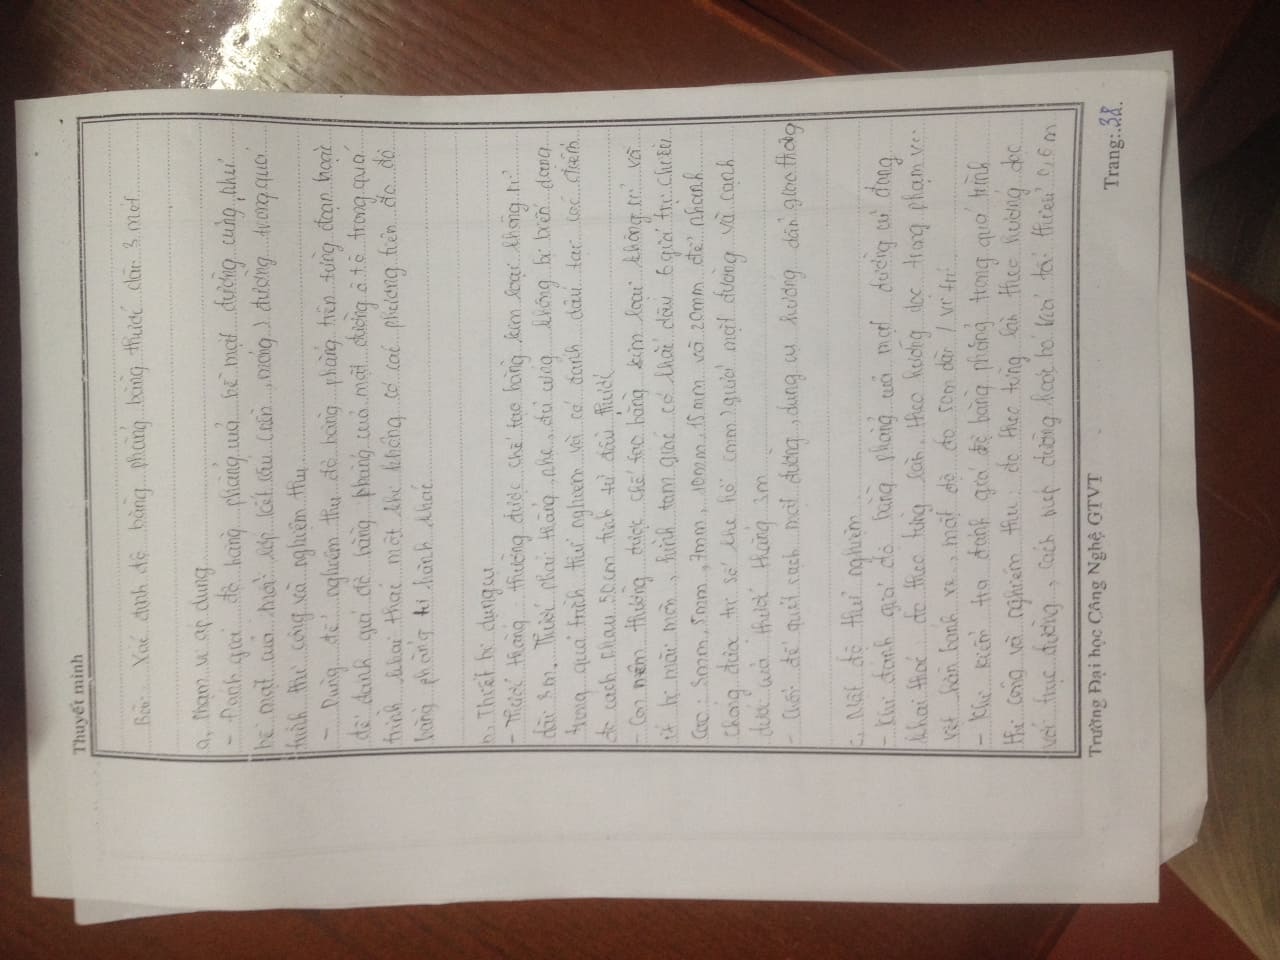 Thuyết minh
Bài: Xác định độ bằng phẳng bằng thước dài 3 mét
a, Phạm vi áp dụng
- Đánh giá độ bằng phẳng của bề mặt đường cũng như
bề mặt của mỗi lớp kết cấu (nền, móng) đường trong quá
trình thi công và nghiệm thu
- Dùng để nghiệm thu độ bằng phẳng trên từng đoạn hoặc
để đánh giá độ bằng phẳng của mặt đường ô tô trong quá
trình khai thác một khi không có các phương tiện đo độ
bằng phẳng tự hành khác
b, Thiết bị dụng cụ
- Thước thẳng thường được chế tạo bằng kim loại không rỉ
dài 3m. Thước phải thẳng, nhẹ, đủ cứng không bị biến dạng
trong quá trình thử nghiệm và có đánh dấu tại các điểm
đo cách nhau 50cm tính từ đầu thước
- Con nêm thường được chế tạo bằng kim loại không rỉ và
ít bị mài mòn, hình tam giác có khắc dấu 6 giá trị chiều
cao: 3mm, 5mm, 7mm, 10mm, 15mm và 20mm để nhanh
chóng đưa trị số khe hở (mm) giữa mặt đường và cạnh
dưới của thước thẳng 3m
- Chổi để quét sạch mặt đường, dụng cụ hướng dẫn giao thông
c, Mật độ thử nghiệm
- Khi đánh giá độ bằng phẳng của mặt đường cũ đang
khai thác đo theo từng làn, theo hướng dọc trong phạm vi
vệt hằn bánh xe, mật độ đo 50m dài / vị trí
- Khi kiểm tra đánh giá độ bằng phẳng trong quá trình
thi công và nghiệm thu: đo theo từng làn theo hướng dọc
với trục đường, cách mép đường hoặc bó vỉa tối thiểu 0,6m
Trường Đại học Công Nghệ GTVT
Trang:..38.